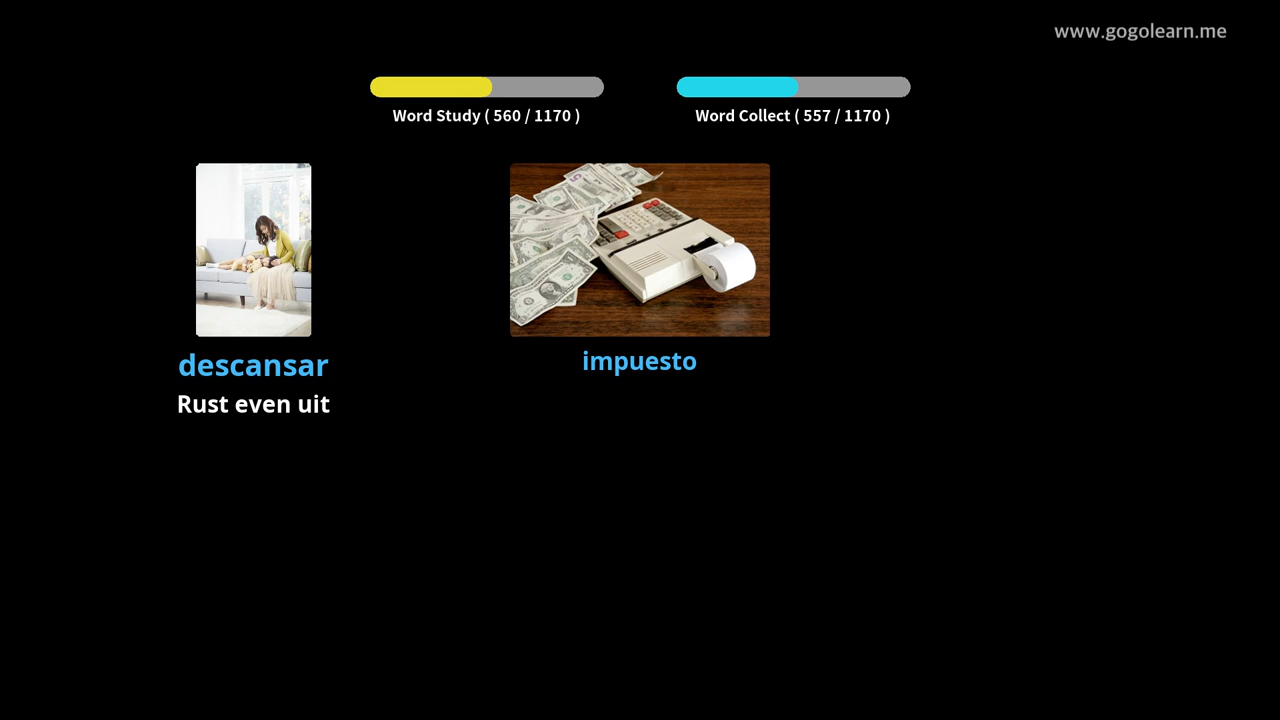 www.gogolearn.me
Word Study ( 560 / 1170 )
Word Collect ( 557 / 1170 )
descansar
Rust even uit
impuesto